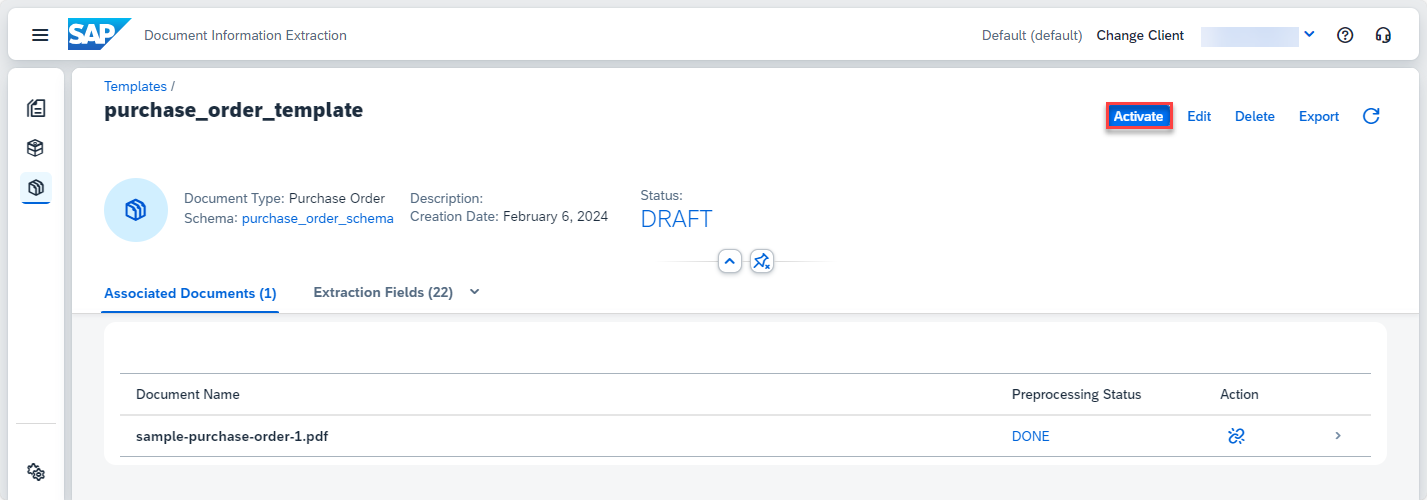 SAP Document Information Extraction Default (default) Change Client
Templates /
purchase_order_template
Activate Edit Delete Export
Document Type: Purchase Order Description: Status:
Schema: purchase_order_schema Creation Date: February 6, 2024 DRAFT
Associated Documents (1) Extraction Fields (22)
Document Name Preprocessing Status Action
sample-purchase-order-1.pdf DONE